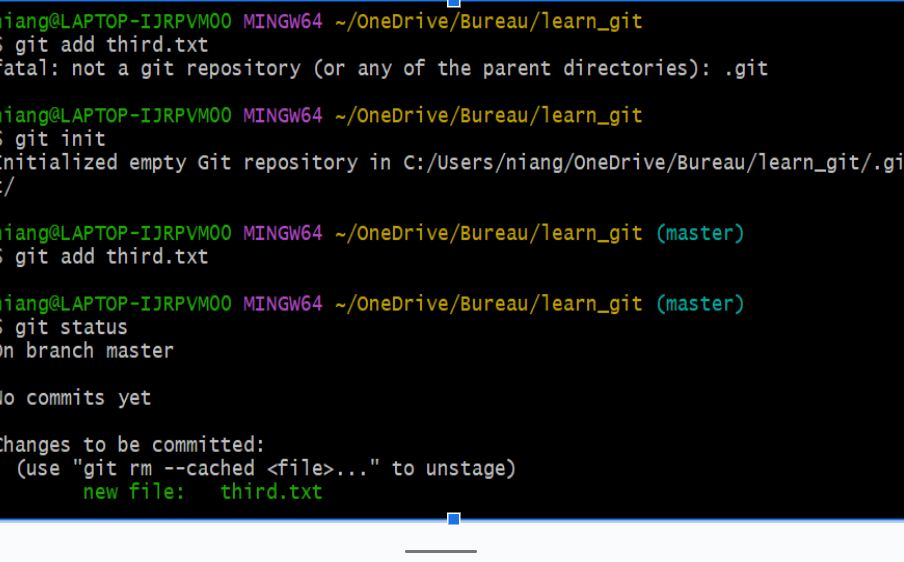 niang@LAPTOP-IJRPVMOO MINGW64 ~/OneDrive/Bureau/learn_git
$ git add third.txt
fatal: not a git repository (or any of the parent directories): .git
niang@LAPTOP-IJRPVMOO MINGW64 ~/OneDrive/Bureau/learn_git
$ git init
Initialized empty Git repository in C:/Users/niang/OneDrive/Bureau/learn_git/.gi
t/
niang@LAPTOP-IJRPVMOO MINGW64 ~/OneDrive/Bureau/learn_git (master)
$ git add third.txt
niang@LAPTOP-IJRPVMOO MINGW64 ~/OneDrive/Bureau/learn_git (master)
$ git status
On branch master
No commits yet
Changes to be committed:
  (use "git rm --cached <file>..." to unstage)
        new file:   third.txt